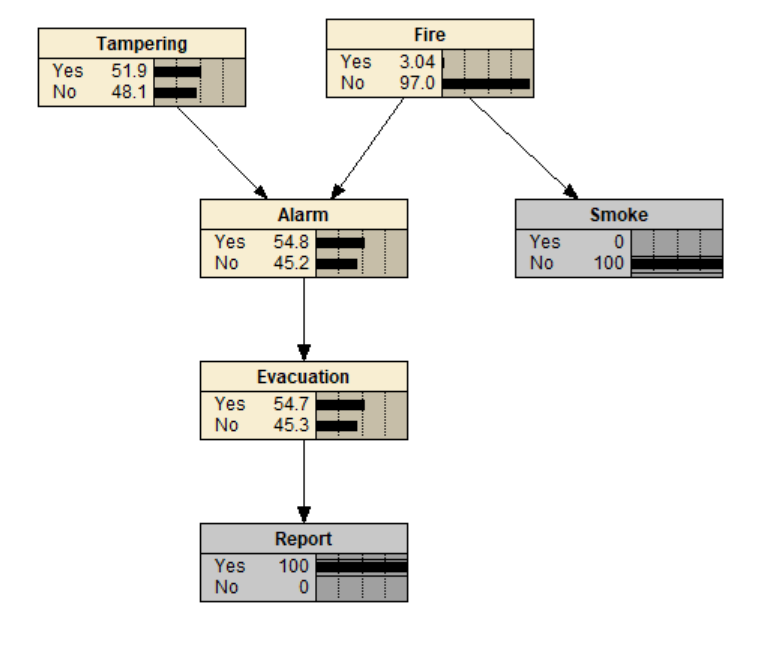 Tampering
Yes 51.9
No 48.1
Fire
Yes 3.04
No 97.0
Alarm
Yes 54.8
No 45.2
Smoke
Yes 0
No 100
Evacuation
Yes 54.7
No 45.3
Report
Yes 100
No 0